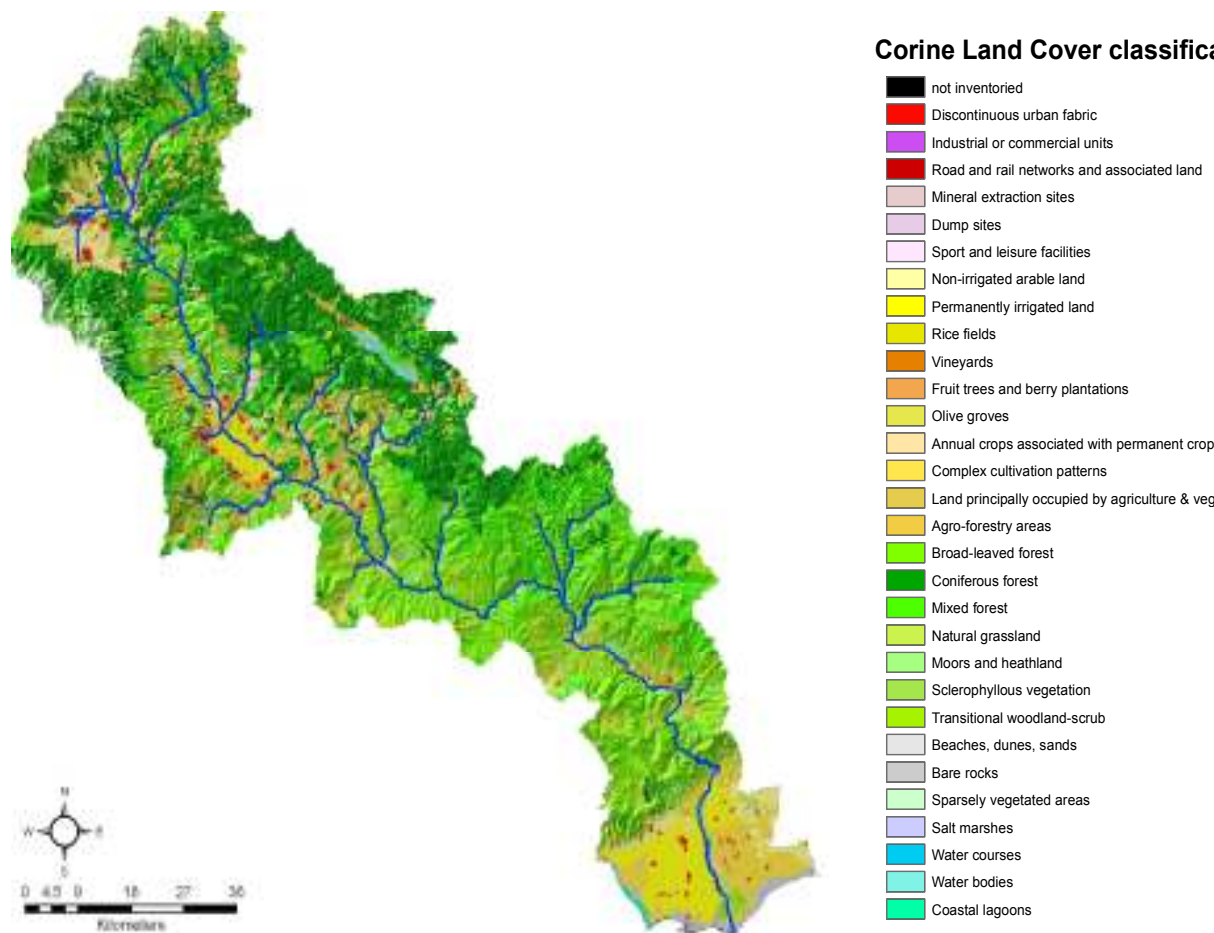 Corine Land Cover classifica
not inventoried
Discontinuous urban fabric
Industrial or commercial units
Road and rail networks and associated land
Mineral extraction sites
Dump sites
Sport and leisure facilities
Non-irrigated arable land
Permanently irrigated land
Rice fields
Vineyards
Fruit trees and berry plantations
Olive groves
Annual crops associated with permanent crop
Complex cultivation patterns
Land principally occupied by agriculture & veg
Agro-forestry areas
Broad-leaved forest
Coniferous forest
Mixed forest
Natural grassland
Moors and heathland
Sclerophyllous vegetation
Transitional woodland-scrub
Beaches, dunes, sands
Bare rocks
Sparsely vegetated areas
Salt marshes
Water courses
Water bodies
Coastal lagoons
N
W E
S
0 4.5 9 18 27 36
Kilometers